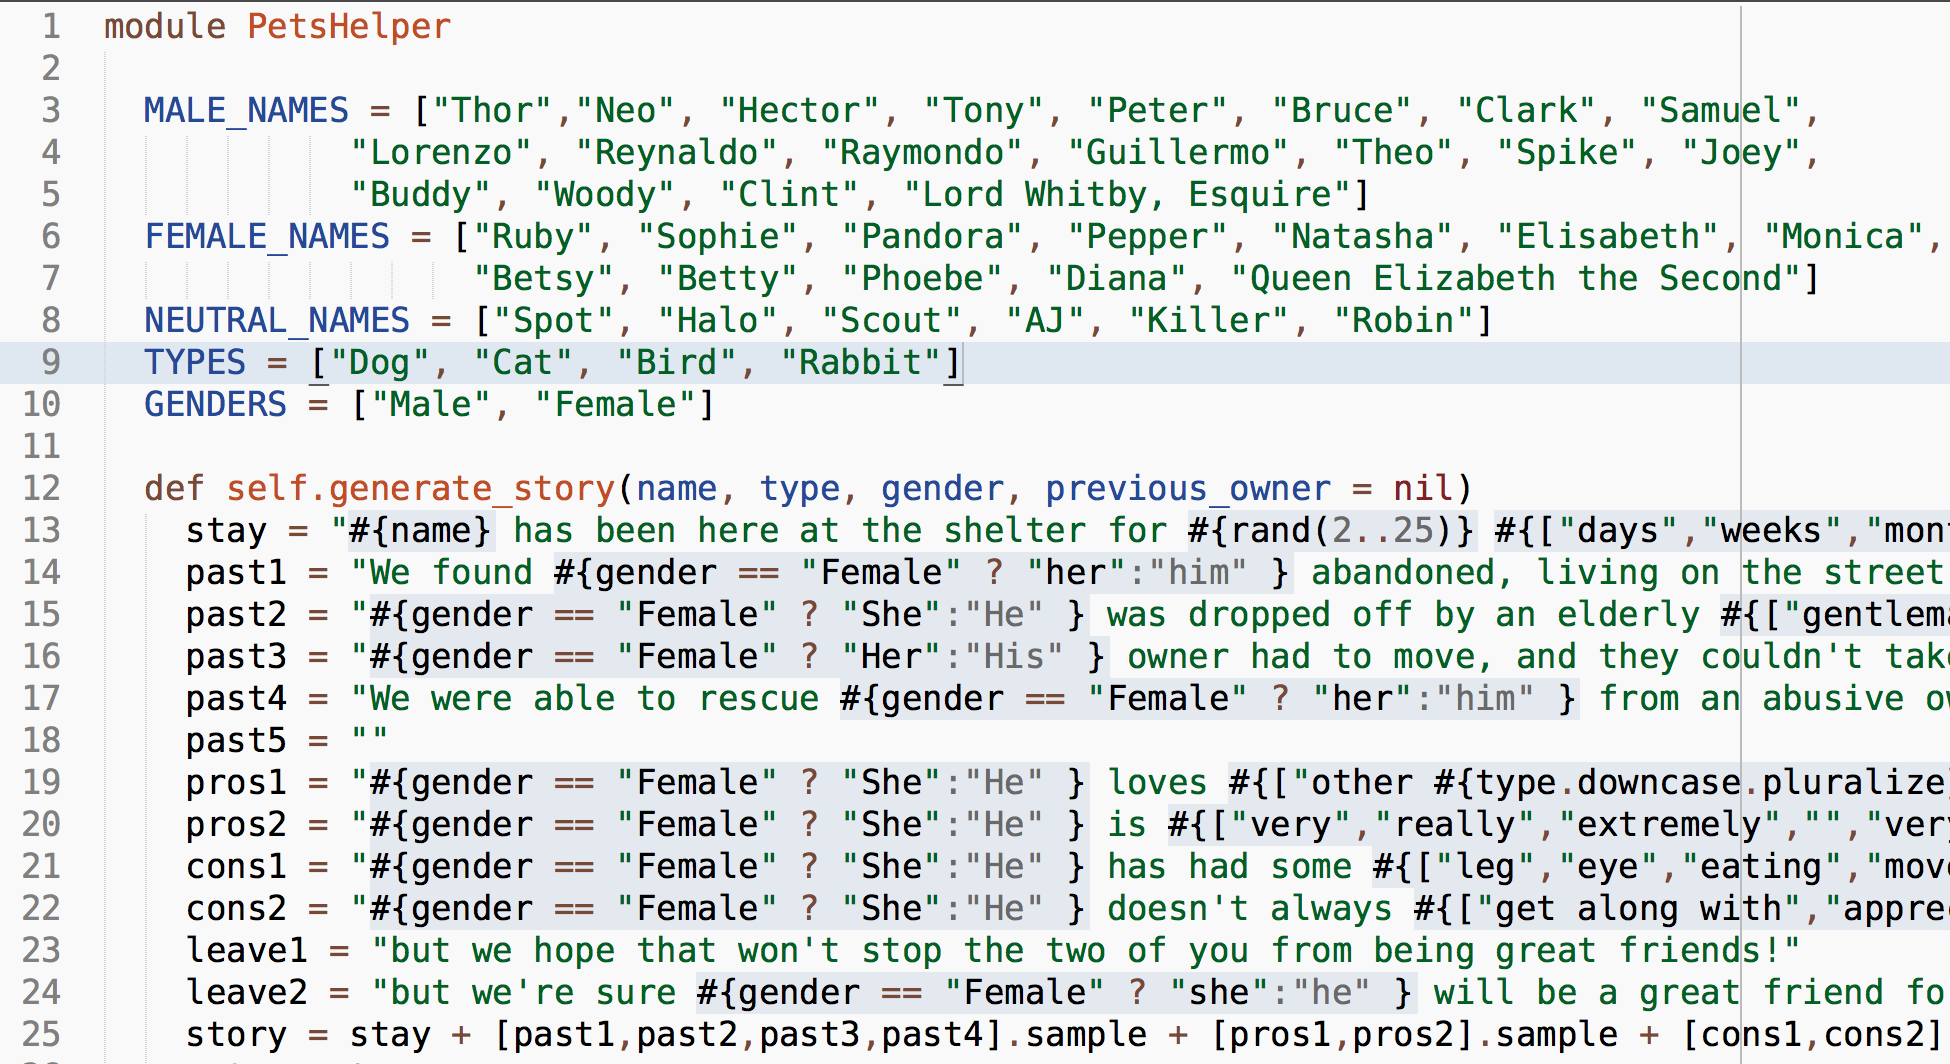 1 module PetsHelper
2
3 MALE_NAMES = ["Thor","Neo", "Hector", "Tony", "Peter", "Bruce", "Clark", "Samuel",
4 "Lorenzo", "Reynaldo", "Raymondo", "Guillermo", "Theo", "Spike", "Joey",
5 "Buddy", "Woody", "Clint", "Lord Whitby, Esquire"]
6 FEMALE_NAMES = ["Ruby", "Sophie", "Pandora", "Pepper", "Natasha", "Elisabeth", "Monica",
7 "Betsy", "Betty", "Phoebe", "Diana", "Queen Elizabeth the Second"]
8 NEUTRAL_NAMES = ["Spot", "Halo", "Scout", "AJ", "Killer", "Robin"]
9 TYPES = ["Dog", "Cat", "Bird", "Rabbit"]
10 GENDERS = ["Male", "Female"]
11
12 def self.generate_story(name, type, gender, previous_owner = nil)
13 stay = "#{name} has been here at the shelter for #{rand(2..25)} #{["days","weeks","mon
14 past1 = "We found #{gender == "Female" ? "her":"him" } abandoned, living on the street
15 past2 = "#{gender == "Female" ? "She":"He" } was dropped off by an elderly #{["gentlema
16 past3 = "#{gender == "Female" ? "Her":"His" } owner had to move, and they couldn't tak
17 past4 = "We were able to rescue #{gender == "Female" ? "her":"him" } from an abusive o
18 past5 = ""
19 pros1 = "#{gender == "Female" ? "She":"He" } loves #{["other #{type.downcase.pluralize
20 pros2 = "#{gender == "Female" ? "She":"He" } is #{["very","really","extremely","","ver
21 cons1 = "#{gender == "Female" ? "She":"He" } has had some #{["leg","eye","eating","mov
22 cons2 = "#{gender == "Female" ? "She":"He" } doesn't always #{["get along with","appre
23 leave1 = "but we hope that won't stop the two of you from being great friends!"
24 leave2 = "but we're sure #{gender == "Female" ? "she":"he" } will be a great friend fo
25 story = stay + [past1,past2,past3,past4].sample + [pros1,pros2].sample + [cons1,cons2]